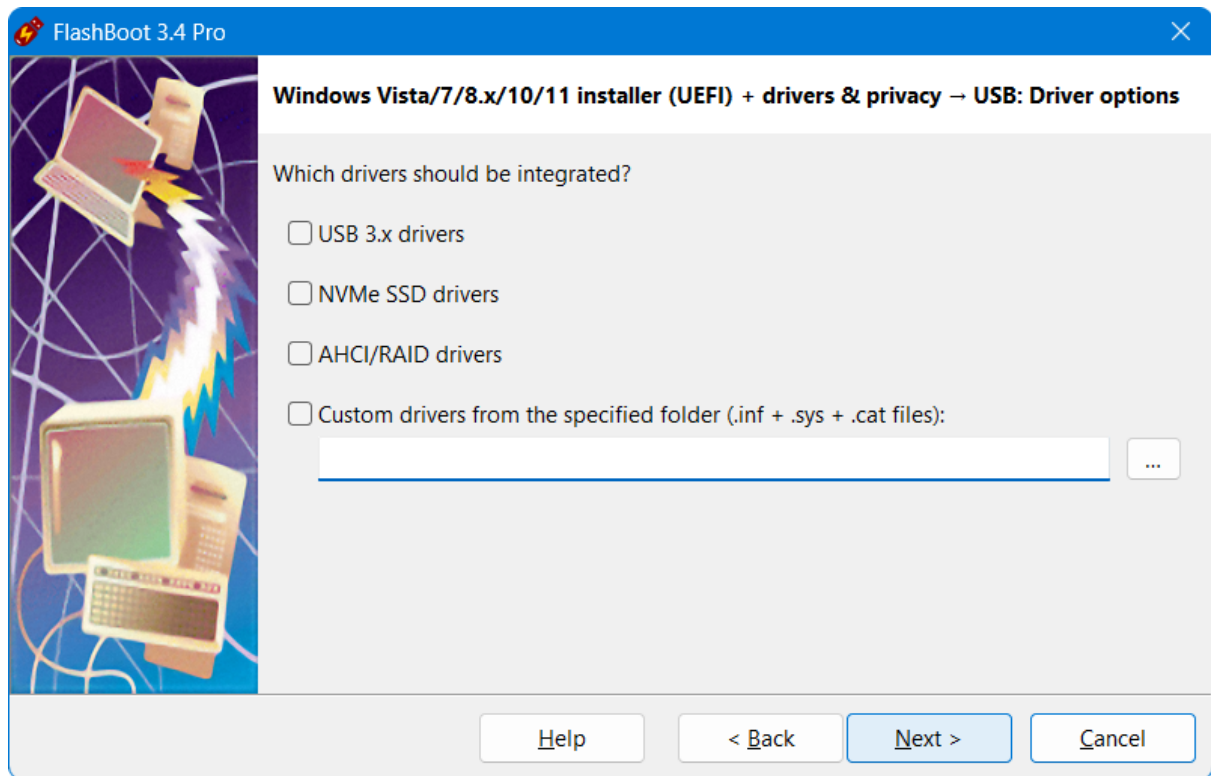 FlashBoot 3.4 Pro
Windows Vista/7/8.x/10/11 installer (UEFI) + drivers & privacy → USB: Driver options
Which drivers should be integrated?
USB 3.x drivers
NVMe SSD drivers
AHCI/RAID drivers
Custom drivers from the specified folder (.inf + .sys + .cat files):
...
Help < Back Next > Cancel